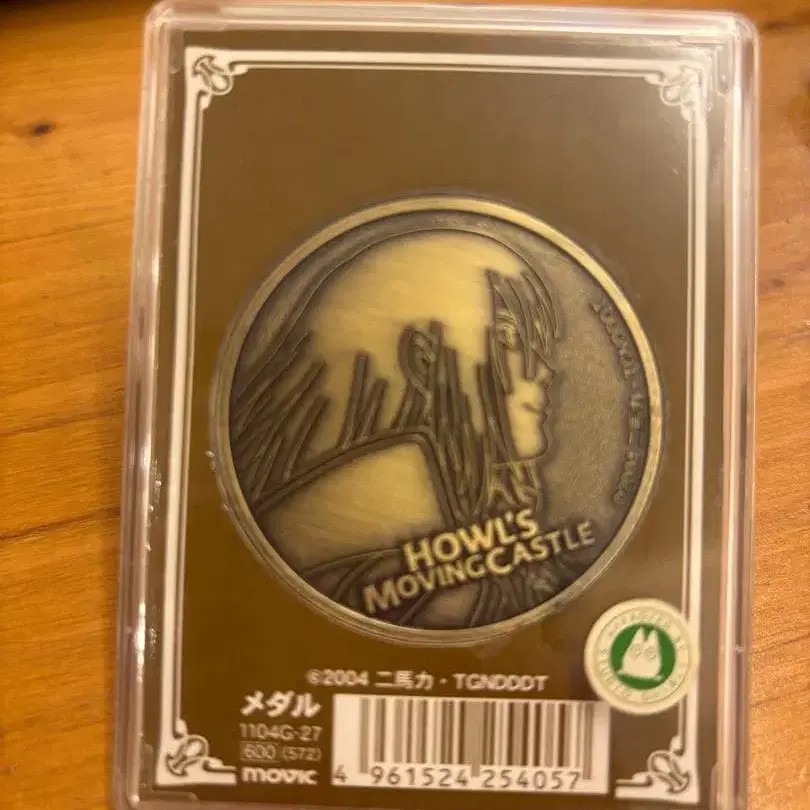 HOWL'S
MOVINGCASTLE
©2004 二馬力・TGNDDDT
メダル
1104G-27
600 (572)
movic
4 961524 254057